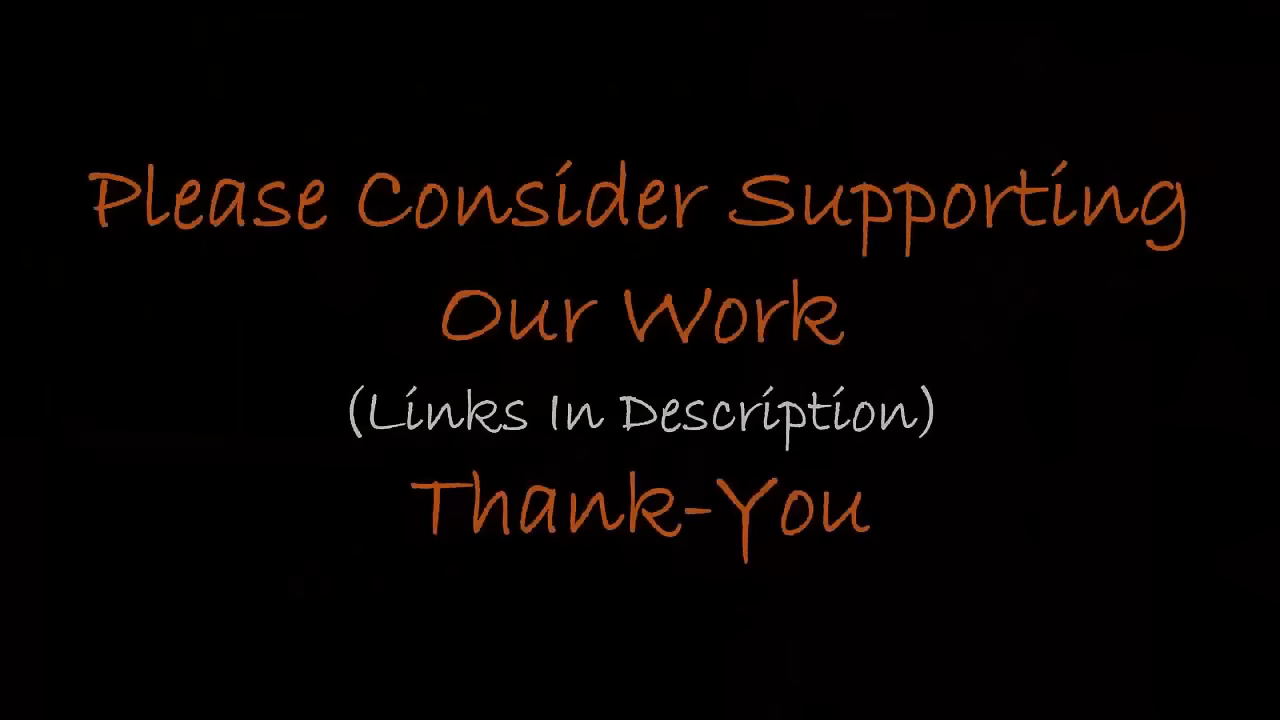 Please Consider Supporting
Our Work
(Links In Description)
Thank-You